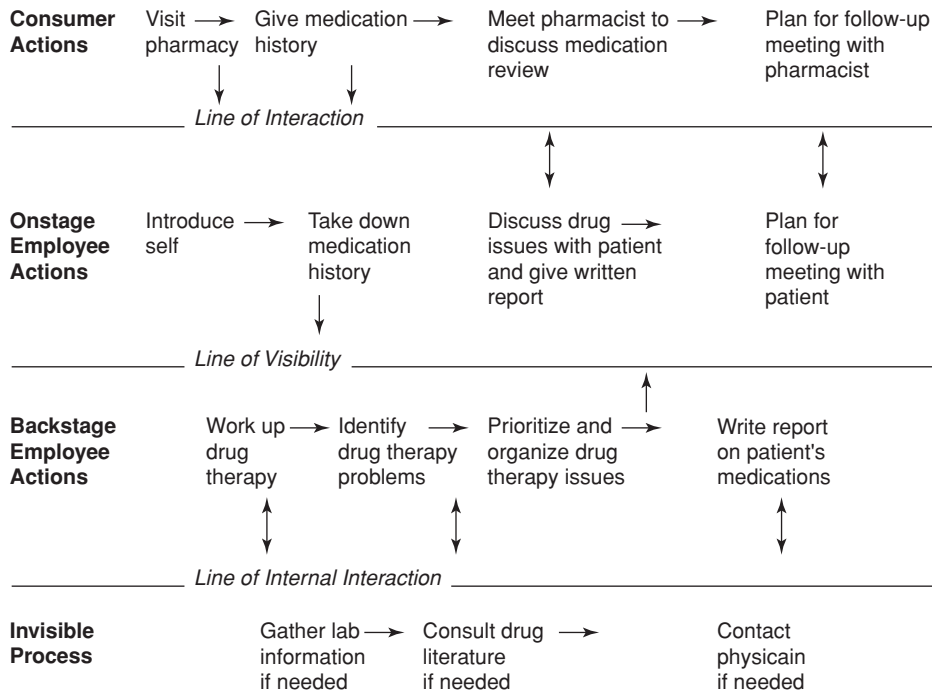 Consumer
Actions
Visit
pharmacy
Give medication
history
Meet pharmacist to
discuss medication
review
Plan for follow-up
meeting with
pharmacist
Line of Interaction
Onstage
Employee
Actions
Introduce
self
Take down
medication
history
Discuss drug
issues with patient
and give written
report
Plan for
follow-up
meeting with
patient
Line of Visibility
Backstage
Employee
Actions
Work up
drug
therapy
Identify
drug therapy
problems
Prioritize and
organize drug
therapy issues
Write report
on patient's
medications
Line of Internal Interaction
Invisible
Process
Gather lab
information
if needed
Consult drug
literature
if needed
Contact
physicain
if needed